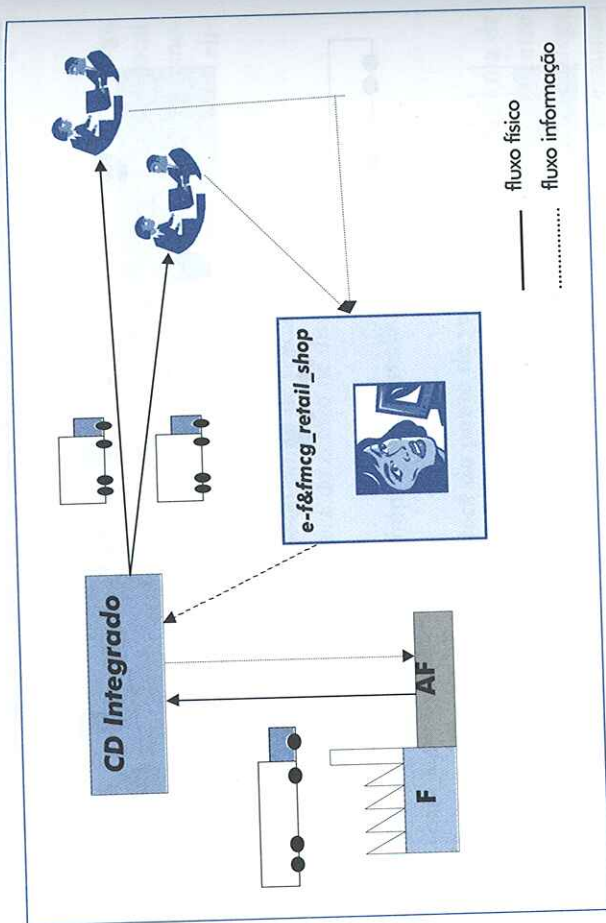 CD Integrado
e-f&fmcg_retail_shop
F
AF
fluxo físico
fluxo informação